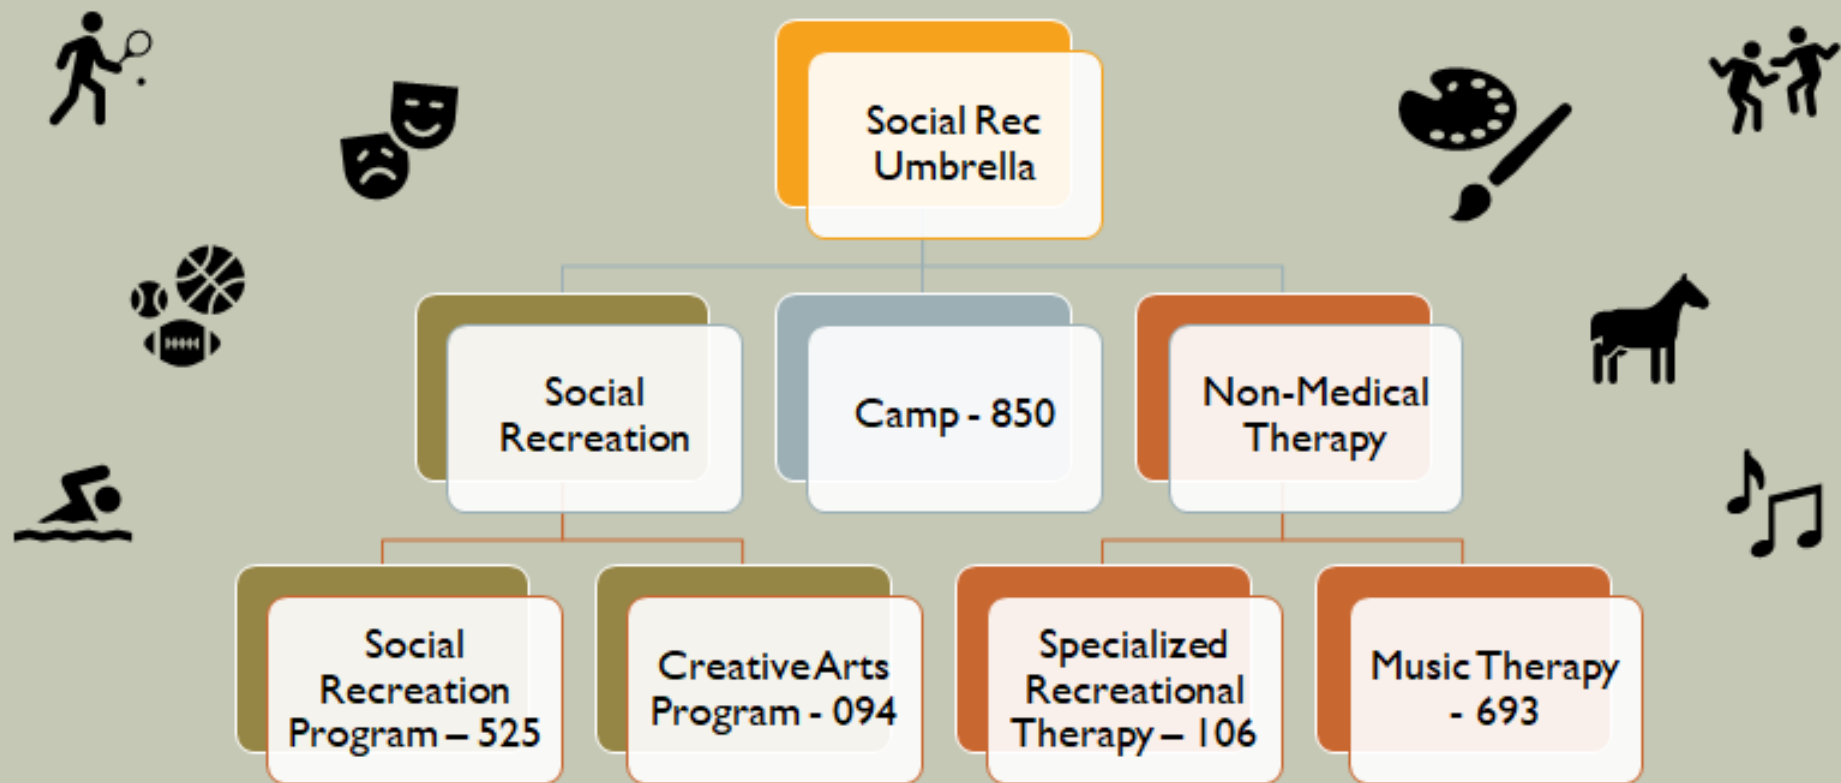 Social Rec
Umbrella
Social
Recreation
Camp - 850
Non-Medical
Therapy
Social
Recreation
Program – 525
Creative Arts
Program - 094
Specialized
Recreational
Therapy – 106
Music Therapy
- 693